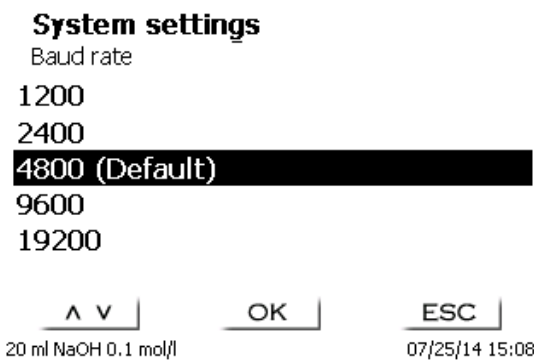 System settings
Baud rate
1200
2400
4800 (Default)
9600
19200
∧ ∨ OK ESC
20 ml NaOH 0.1 mol/l 07/25/14 15:08